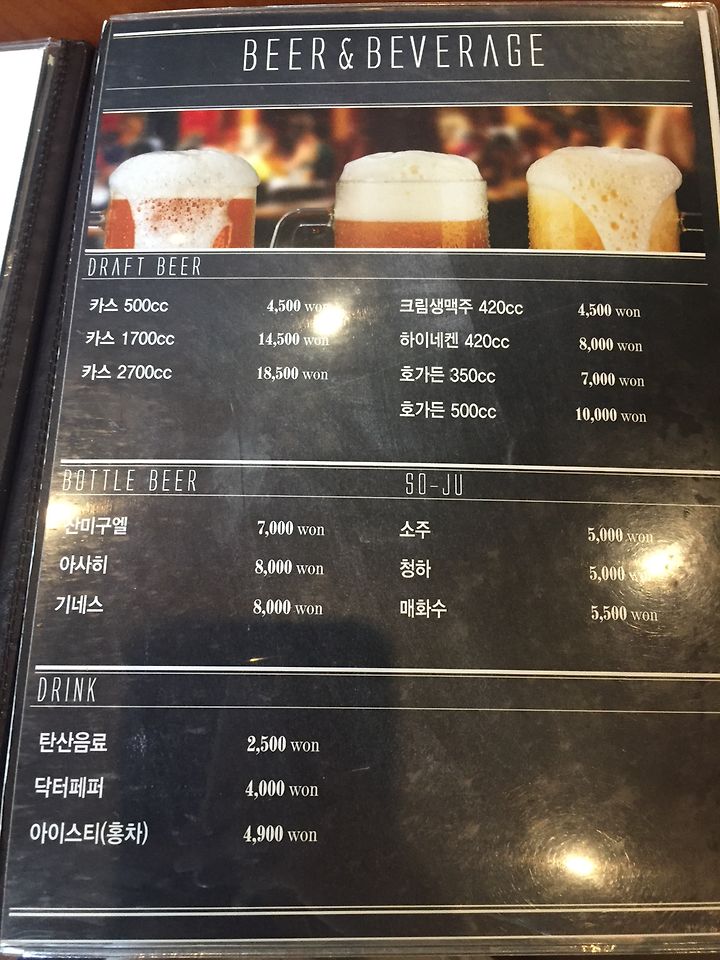 BEER & BEVERAGE
DRAFT BEER
카스 500cc 4,500 won
카스 1700cc 14,500 won
카스 2700cc 18,500 won
크림생맥주 420cc 4,500 won
하이네켄 420cc 8,000 won
호가든 350cc 7,000 won
호가든 500cc 10,000 won
BOTTLE BEER
산미구엘 7,000 won
아사히 8,000 won
기네스 8,000 won
SO-JU
소주 5,000 won
청하 5,000
매화수 5,500 won
DRINK
탄산음료 2,500 won
닥터페퍼 4,000 won
아이스티(홍차) 4,900 won